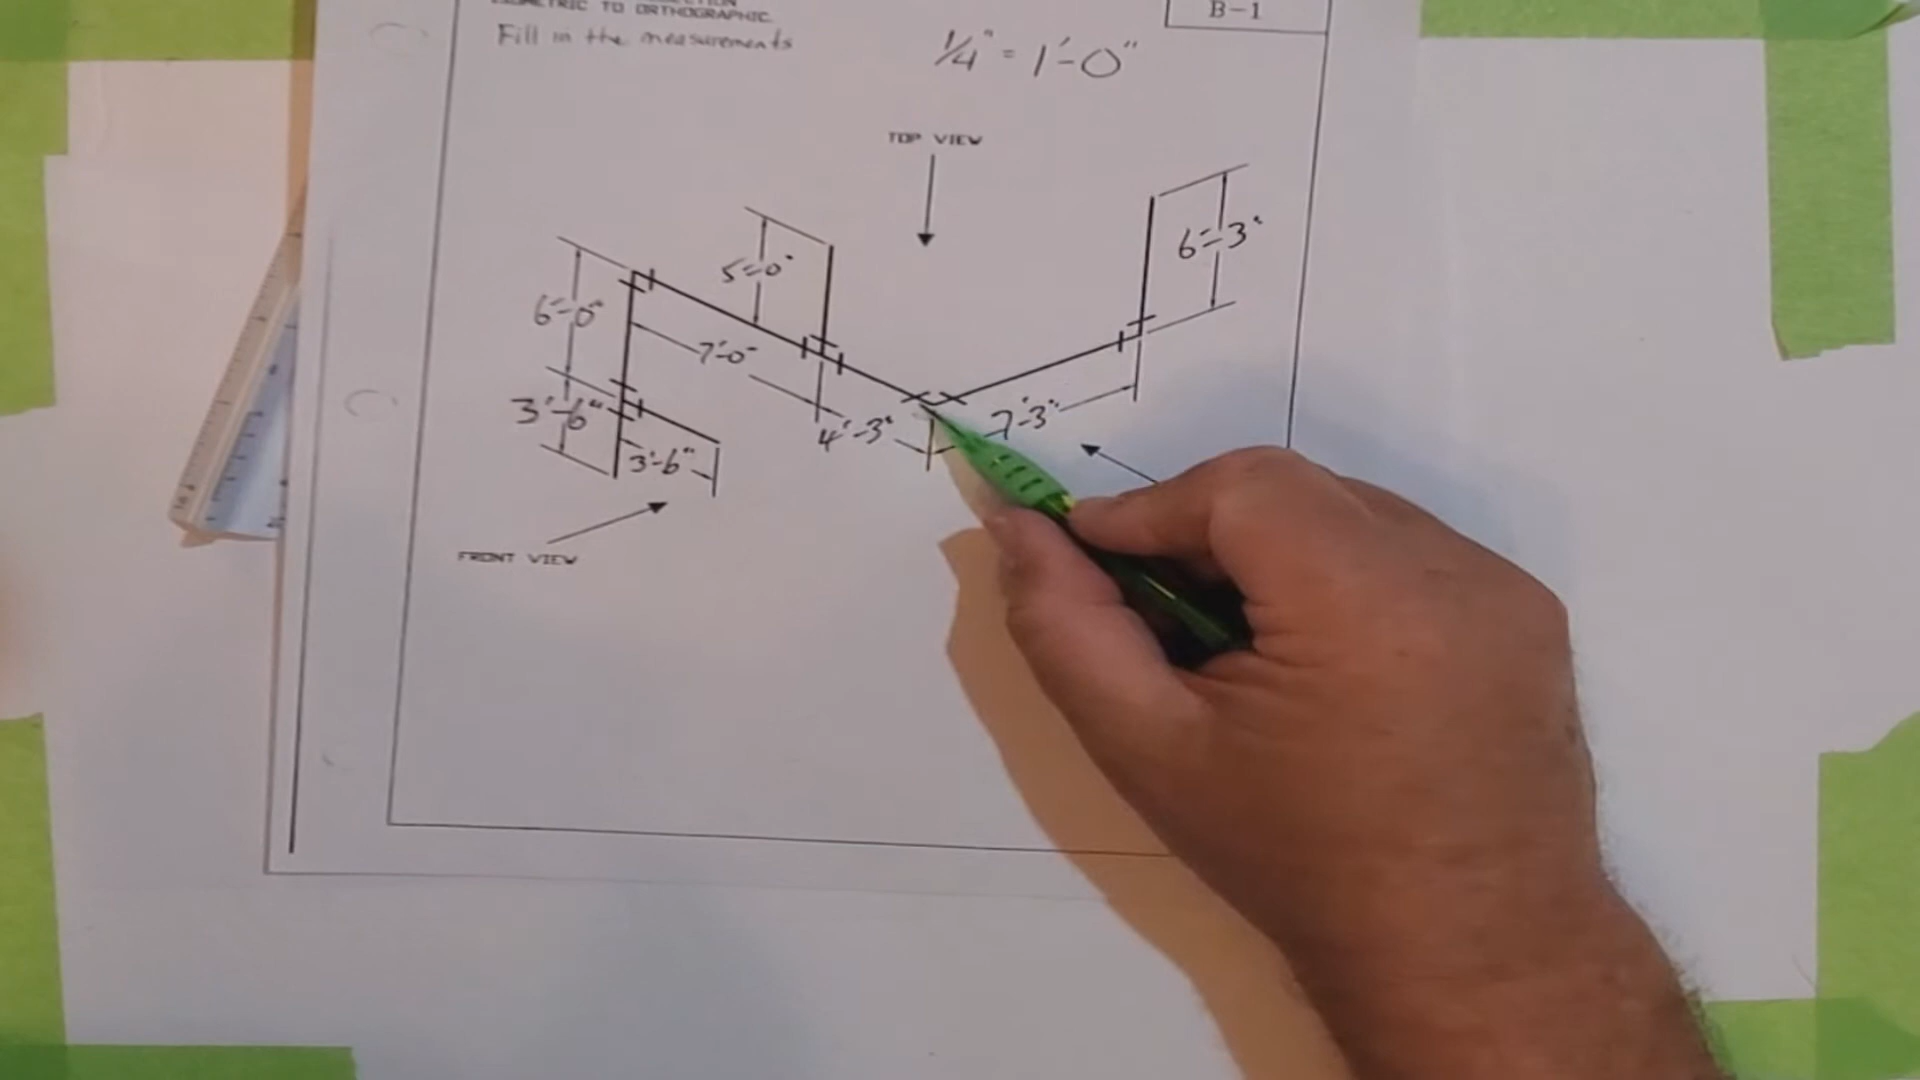 ISOMETRIC TO ORTHOGRAPHIC.
B-1
Fill in the measurements
1/4" = 1'-0"
TOP VIEW
6'-3"
5'-0"
6'-0"
7'-0"
3'-6"
4'-3"
7'-3"
3'-6"
FRONT VIEW